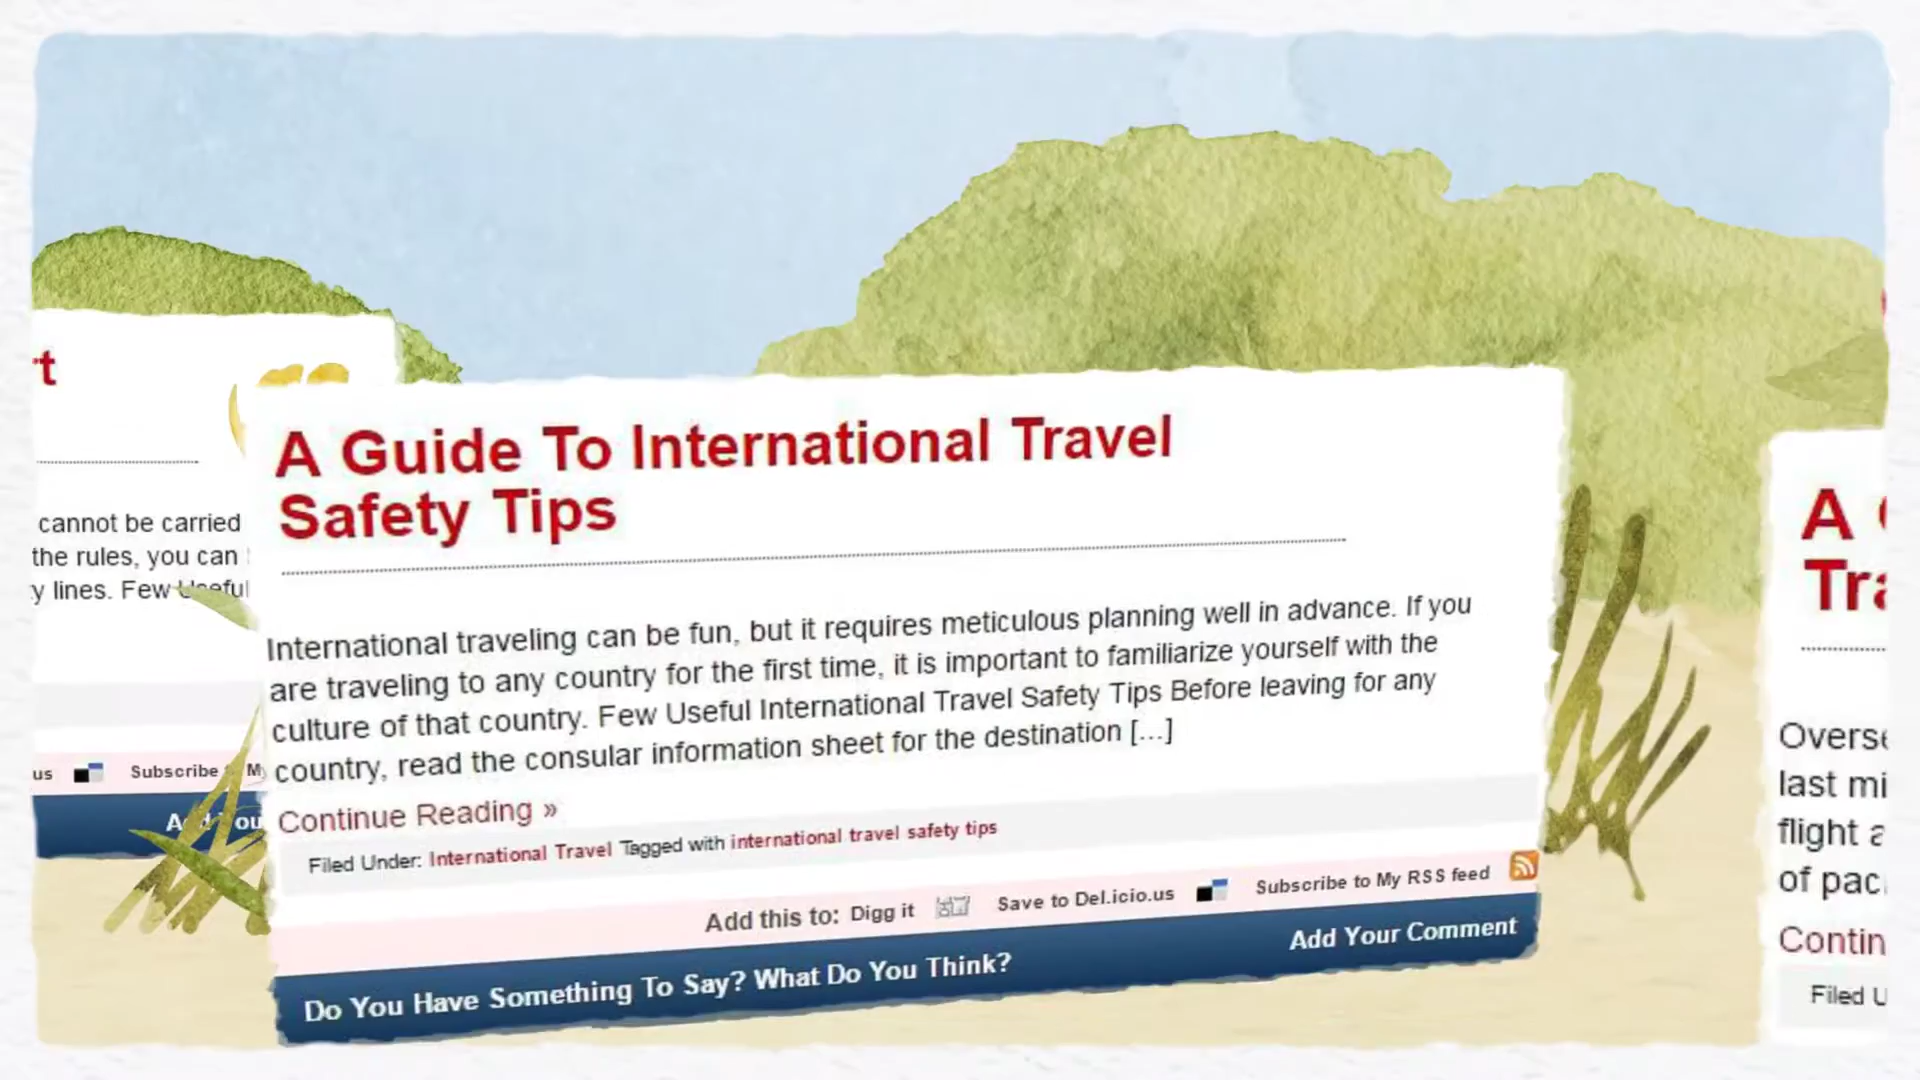 rt
cannot be carried
the rules, you can
y lines. Few Useful
us Subscribe
A Guide To International Travel
Safety Tips
International traveling can be fun, but it requires meticulous planning well in advance. If you
are traveling to any country for the first time, it is important to familiarize yourself with the
culture of that country. Few Useful International Travel Safety Tips Before leaving for any
country, read the consular information sheet for the destination [...]
Continue Reading »
Filed Under: International Travel Tagged with international travel safety tips
Add this to: Digg it Save to Del.icio.us Subscribe to My RSS feed
Do You Have Something To Say? What Do You Think? Add Your Comment
A
Tra
Overse
last mi
flight a
of pac
Contin
Filed U